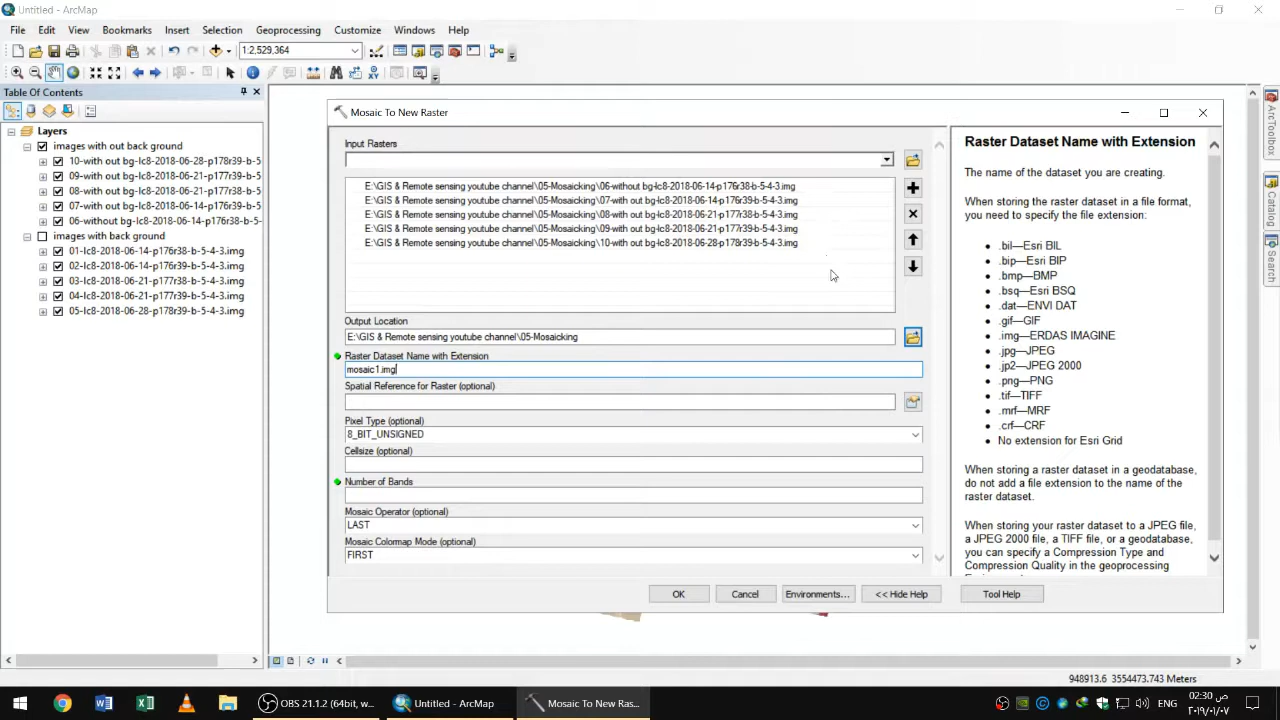 Untitled - ArcMap
File Edit View Bookmarks Insert Selection Geoprocessing Customize Windows Help
1:2,529,364
Table Of Contents
Layers
images with out back ground
10-with out bg-lc8-2018-06-28-p178r39-b-5
09-with out bg-lc8-2018-06-21-p177r39-b-5
08-with out bg-lc8-2018-06-21-p177r38-b-5
07-with out bg-lc8-2018-06-14-p176r39-b-5
06-without bg-lc8-2018-06-14-p176r38-b-5-
images with back ground
01-lc8-2018-06-14-p176r38-b-5-4-3.img
02-lc8-2018-06-14-p176r39-b-5-4-3.img
03-lc8-2018-06-21-p177r38-b-5-4-3.img
04-lc8-2018-06-21-p177r39-b-5-4-3.img
05-lc8-2018-06-28-p178r39-b-5-4-3.img
Mosaic To New Raster
Input Rasters
E:\GIS & Remote sensing youtube channel\05-Mosaicking\06-without bg-lc8-2018-06-14-p176r38-b-5-4-3.img
E:\GIS & Remote sensing youtube channel\05-Mosaicking\07-with out bg-lc8-2018-06-14-p176r39-b-5-4-3.img
E:\GIS & Remote sensing youtube channel\05-Mosaicking\08-with out bg-lc8-2018-06-21-p177r38-b-5-4-3.img
E:\GIS & Remote sensing youtube channel\05-Mosaicking\09-with out bg-lc8-2018-06-21-p177r39-b-5-4-3.img
E:\GIS & Remote sensing youtube channel\05-Mosaicking\10-with out bg-lc8-2018-06-28-p178r39-b-5-4-3.img
Output Location
E:\GIS & Remote sensing youtube channel\05-Mosaicking
Raster Dataset Name with Extension
mosaic1.img
Spatial Reference for Raster (optional)
Pixel Type (optional)
8_BIT_UNSIGNED
Cellsize (optional)
Number of Bands
Mosaic Operator (optional)
LAST
Mosaic Colormap Mode (optional)
FIRST
OK Cancel Environments... << Hide Help Tool Help
Raster Dataset Name with Extension
The name of the dataset you are creating.
When storing the raster dataset in a file format,
you need to specify the file extension:
• .bil—Esri BIL
• .bip—Esri BIP
• .bmp—BMP
• .bsq—Esri BSQ
• .dat—ENVI DAT
• .gif—GIF
• .img—ERDAS IMAGINE
• .jpg—JPEG
• .jp2—JPEG 2000
• .png—PNG
• .tif—TIFF
• .mrf—MRF
• .crf—CRF
• No extension for Esri Grid
When storing a raster dataset in a geodatabase,
do not add a file extension to the name of the
raster dataset.
When storing your raster dataset to a JPEG file,
a JPEG 2000 file, a TIFF file, or a geodatabase,
you can specify a Compression Type and
Compression Quality in the geoprocessing
ArcToolbox
Catalog
Search
948913.6 3554473.743 Meters
OBS 21.1.2 (64bit, w...
Untitled - ArcMap
Mosaic To New Ras...
ENG
02:30 ص
٢٠١٩/٠١/٠٧